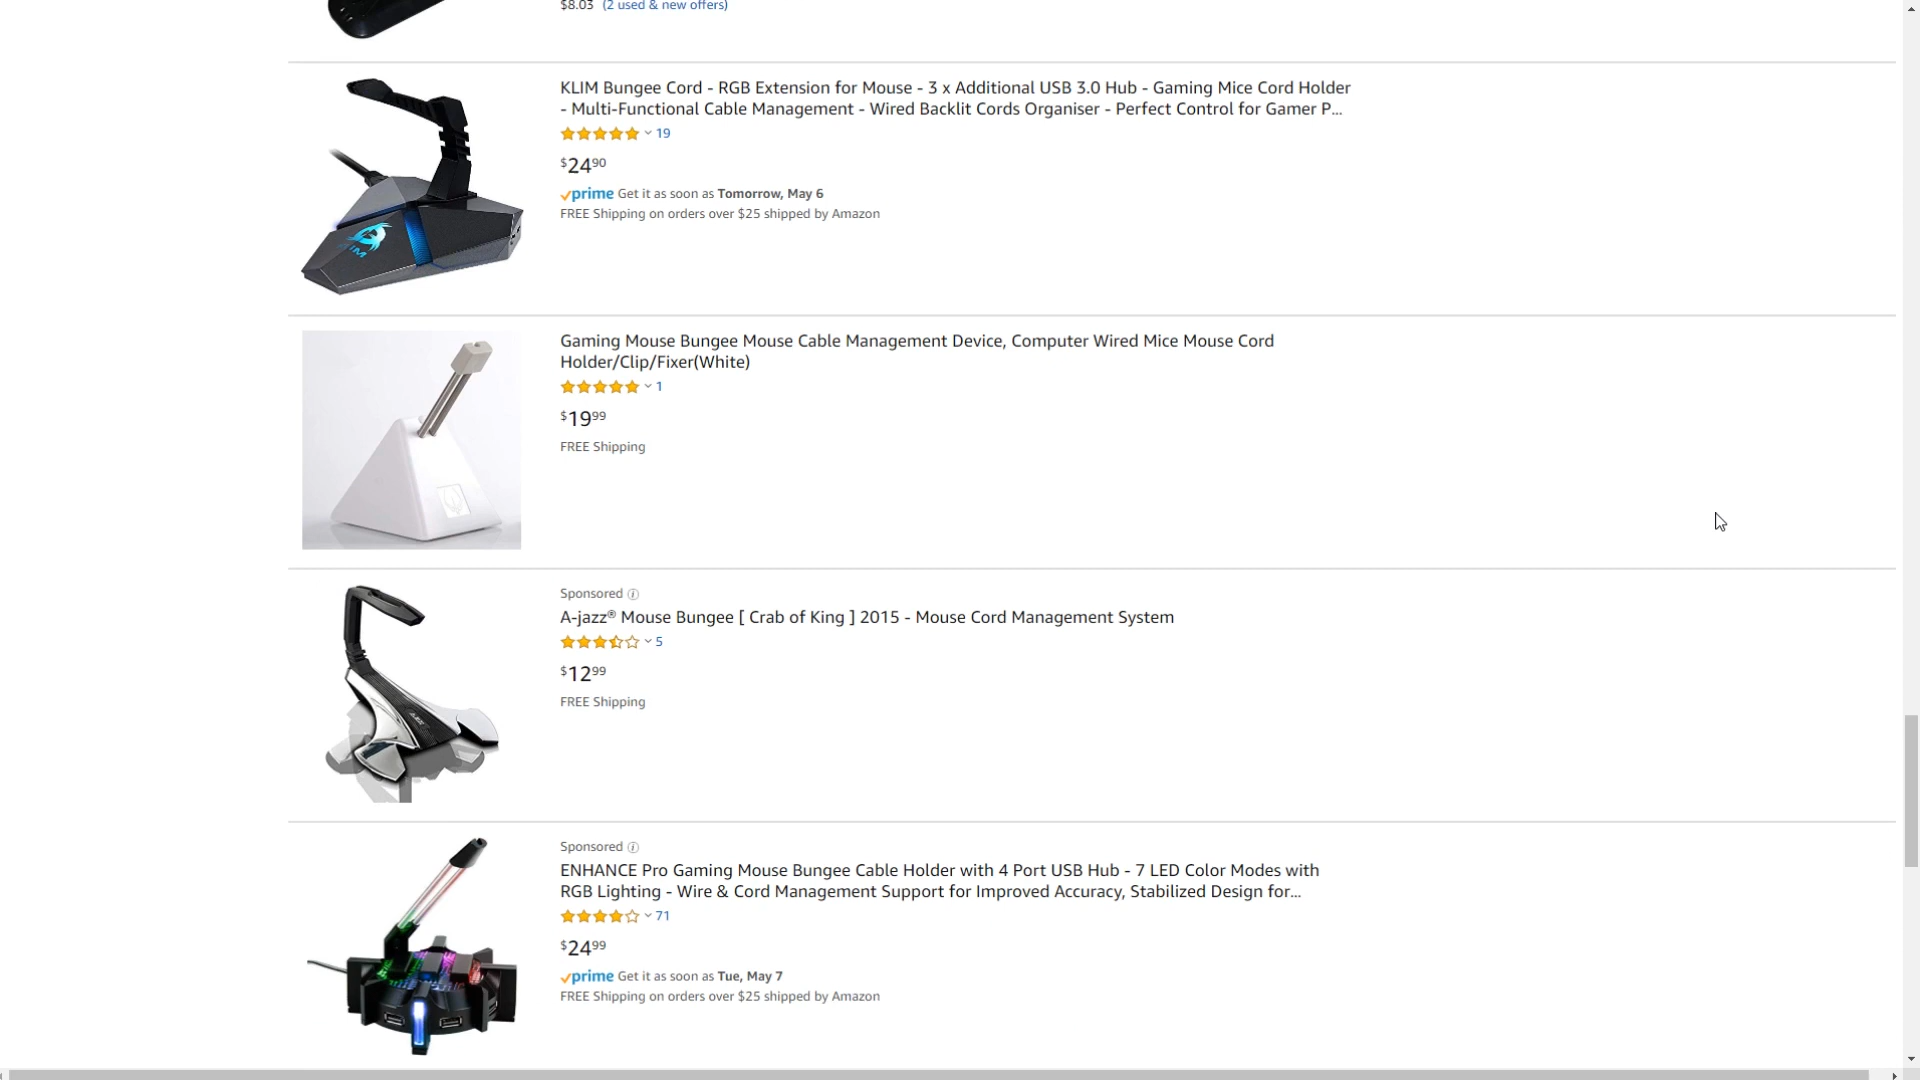 $8.03 (2 used & new offers)
KLIM Bungee Cord - RGB Extension for Mouse - 3 x Additional USB 3.0 Hub - Gaming Mice Cord Holder
- Multi-Functional Cable Management - Wired Backlit Cords Organiser - Perfect Control for Gamer P...
19
$24 90
prime Get it as soon as Tomorrow, May 6
FREE Shipping on orders over $25 shipped by Amazon
Gaming Mouse Bungee Mouse Cable Management Device, Computer Wired Mice Mouse Cord
Holder/Clip/Fixer(White)
1
$19 99
FREE Shipping
Sponsored
A-jazz® Mouse Bungee [ Crab of King ] 2015 - Mouse Cord Management System
5
$12 99
FREE Shipping
Sponsored
ENHANCE Pro Gaming Mouse Bungee Cable Holder with 4 Port USB Hub - 7 LED Color Modes with
RGB Lighting - Wire & Cord Management Support for Improved Accuracy, Stabilized Design for...
71
$24 99
prime Get it as soon as Tue, May 7
FREE Shipping on orders over $25 shipped by Amazon